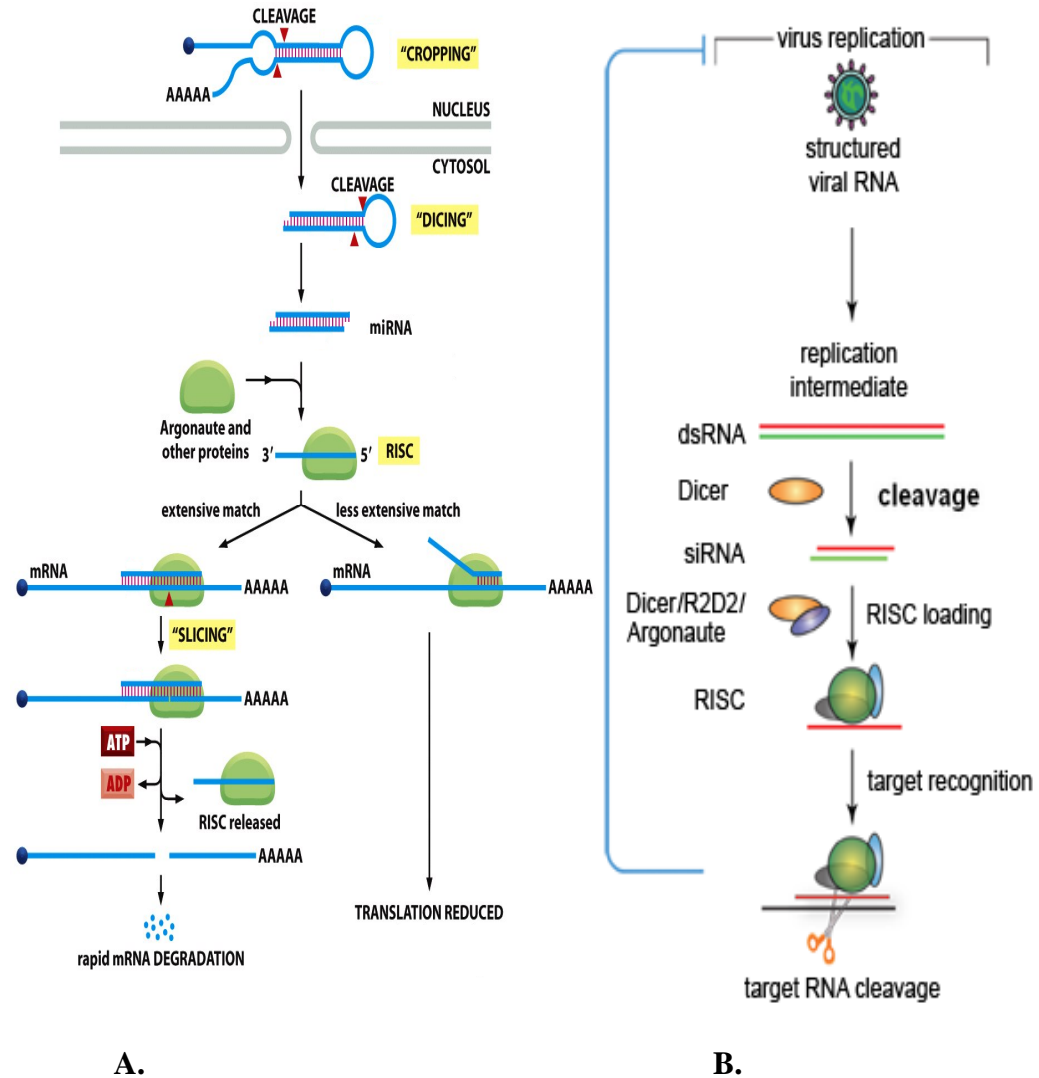 CLEAVAGE
“CROPPING”
AAAAA
NUCLEUS
CYTOSOL
CLEAVAGE
“DICING”
miRNA
Argonaute and
other proteins
3′
5′
RISC
extensive match
less extensive match
mRNA
AAAAA
mRNA
AAAAA
“SLICING”
AAAAA
ATP
ADP
RISC released
AAAAA
TRANSLATION REDUCED
rapid mRNA DEGRADATION
A.
virus replication
structured
viral RNA
replication
intermediate
dsRNA
Dicer
cleavage
siRNA
Dicer/R2D2/
Argonaute
RISC loading
RISC
target recognition
target RNA cleavage
B.